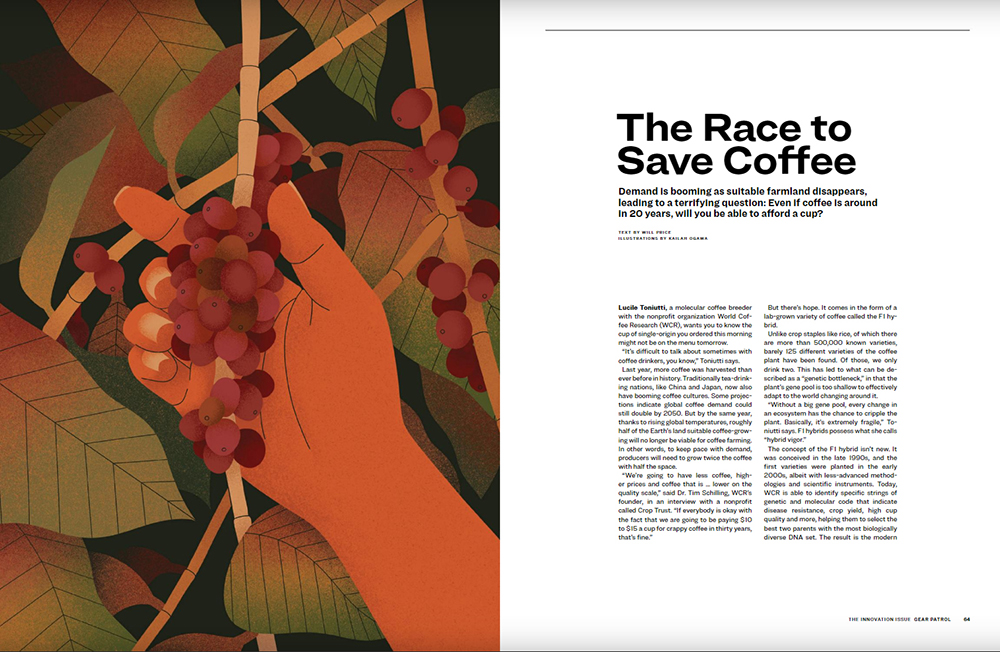 The Race to
Save Coffee
Demand is booming as suitable farmland disappears,
leading to a terrifying question: Even if coffee is around
in 20 years, will you be able to afford a cup?
TEXT BY WILL PRICE
ILLUSTRATIONS BY KAILAH OGAWA
Lucile Toniutti, a molecular coffee breeder
with the nonprofit organization World Cof-
fee Research (WCR), wants you to know the
cup of single-origin you ordered this morning
might not be on the menu tomorrow.
“It’s difficult to talk about sometimes with
coffee drinkers, you know,” Toniutti says.
Last year, more coffee was harvested than
ever before in history. Traditionally tea-drink-
ing nations, like China and Japan, now also
have booming coffee cultures. Some projec-
tions indicate global coffee demand could
still double by 2050. But by the same year,
thanks to rising global temperatures, roughly
half of the Earth’s land suitable coffee-grow-
ing will no longer be viable for coffee farming.
In other words, to keep pace with demand,
producers will need to grow twice the coffee
with half the space.
“We’re going to have less coffee, high-
er prices and coffee that is … lower on the
quality scale,” said Dr. Tim Schilling, WCR’s
founder, in an interview with a nonprofit
called Crop Trust. “If everybody is okay with
the fact that we are going to be paying $10
to $15 a cup for crappy coffee in thirty years,
that’s fine.”
But there’s hope. It comes in the form of a
lab-grown variety of coffee called the F1 hy-
brid.
Unlike crop staples like rice, of which there
are more than 500,000 known varieties,
barely 125 different varieties of the coffee
plant have been found. Of those, we only
drink two. This has led to what can be de-
scribed as a “genetic bottleneck,” in that the
plant’s gene pool is too shallow to effectively
adapt to the world changing around it.
“Without a big gene pool, every change in
an ecosystem has the chance to cripple the
plant. Basically, it’s extremely fragile,” To-
niutti says. F1 hybrids possess what she calls
“hybrid vigor.”
The concept of the F1 hybrid isn’t new. It
was conceived in the late 1990s, and the
first varieties were planted in the early
2000s, albeit with less-advanced method-
ologies and scientific instruments. Today,
WCR is able to identify specific strings of
genetic and molecular code that indicate
disease resistance, crop yield, high cup
quality and more, helping them to select the
best two parents with the most biologically
diverse DNA set. The result is the modern
THE INNOVATION ISSUE GEAR PATROL 64